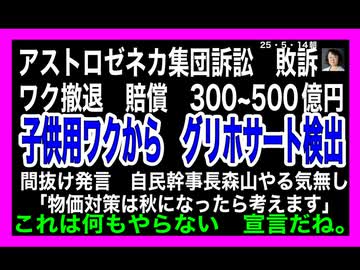 25・5・14組
アストロゼネカ集団訴訟 敗訴
ワク撤退 賠償 300~500億円
子供用ワクから グリホサート検出
間抜け発言 自民幹事長森山やる気無し
「物価対策は秋になったら考えます」
これは何もやらない 宣言だね。